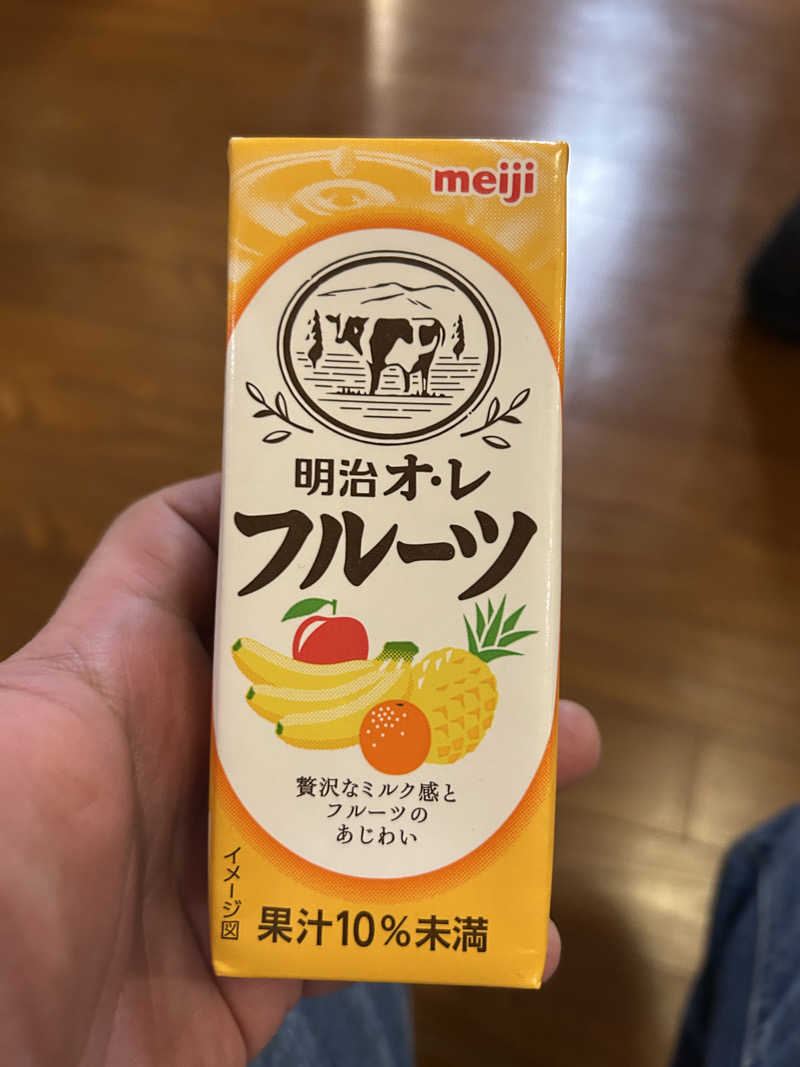 meiji
明治オ・レ
フルーツ
贅沢なミルク感と
フルーツの
あじわい
イメージ図
果汁10%未満